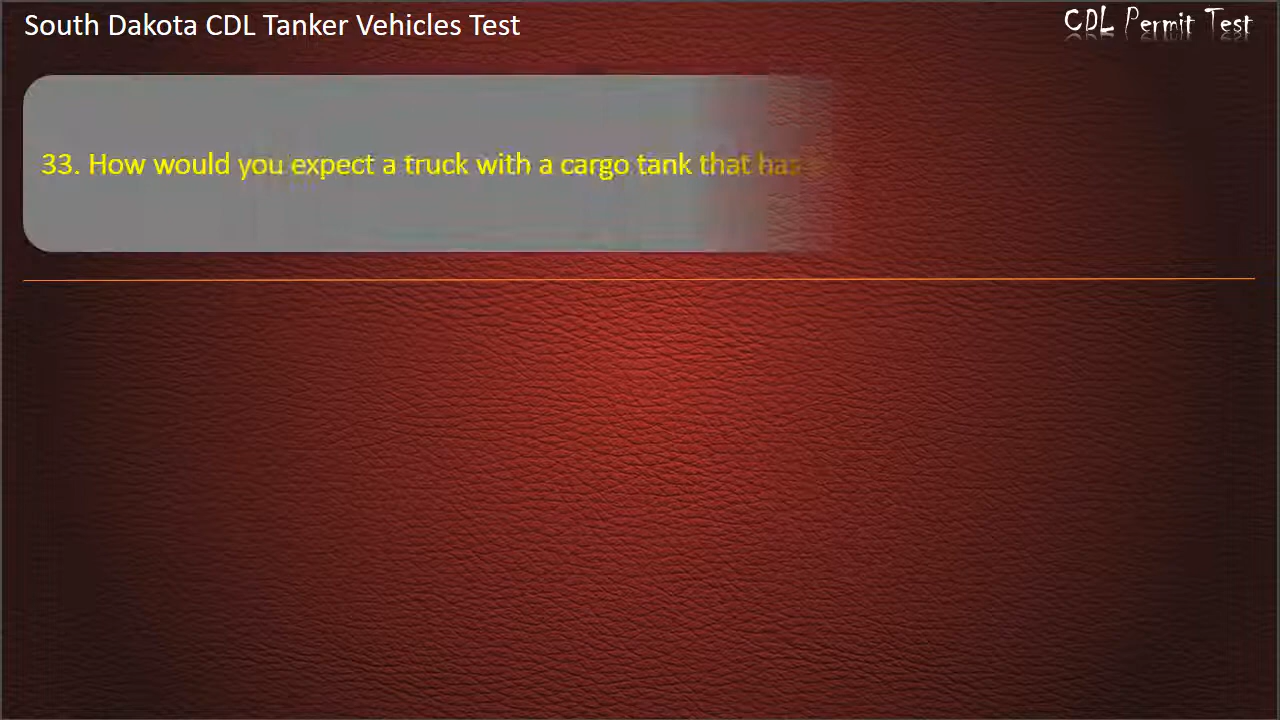 South Dakota CDL Tanker Vehicles Test
CDL Permit Test
33. How would you expect a truck with a cargo tank that has